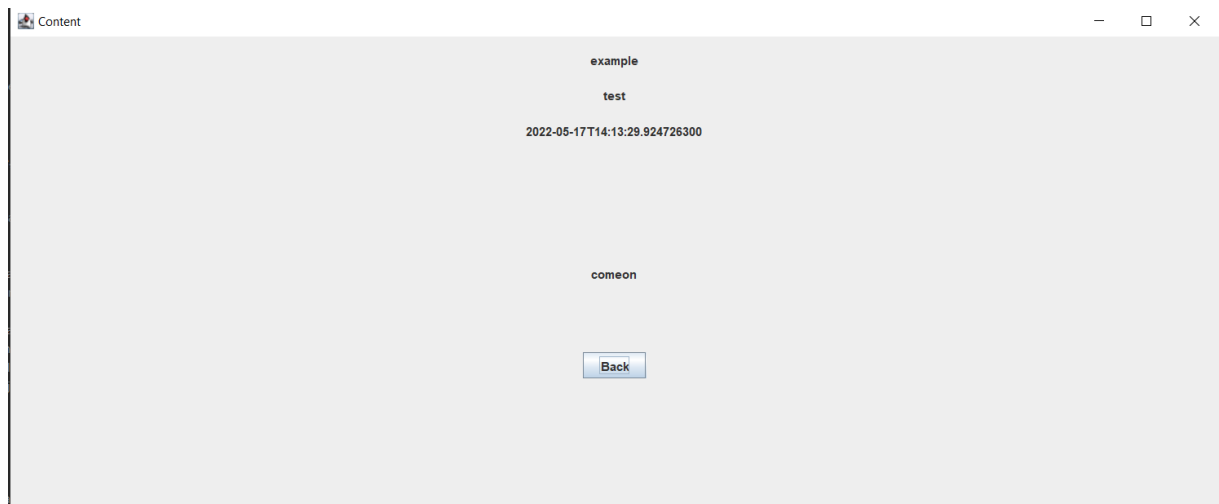 Content
example
test
2022-05-17T14:13:29.924726300
comeon
Back